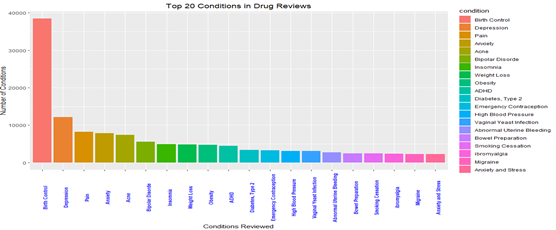 Top 20 Conditions in Drug Reviews
Number of Conditions
40000
30000
20000
10000
0
Birth Control
Depression
Pain
Anxiety
Acne
Bipolar Disorde
Insomnia
Weight Loss
Obesity
ADHD
Diabetes, Type 2
Emergency Contraception
High Blood Pressure
Vaginal Yeast Infection
Abnormal Uterine Bleeding
Bowel Preparation
Smoking Cessation
ibromyalgia
Migraine
Anxiety and Stress
Conditions Reviewed
condition
Birth Control
Depression
Pain
Anxiety
Acne
Bipolar Disorde
Insomnia
Weight Loss
Obesity
ADHD
Diabetes, Type 2
Emergency Contraception
High Blood Pressure
Vaginal Yeast Infection
Abnormal Uterine Bleeding
Bowel Preparation
Smoking Cessation
ibromyalgia
Migraine
Anxiety and Stress